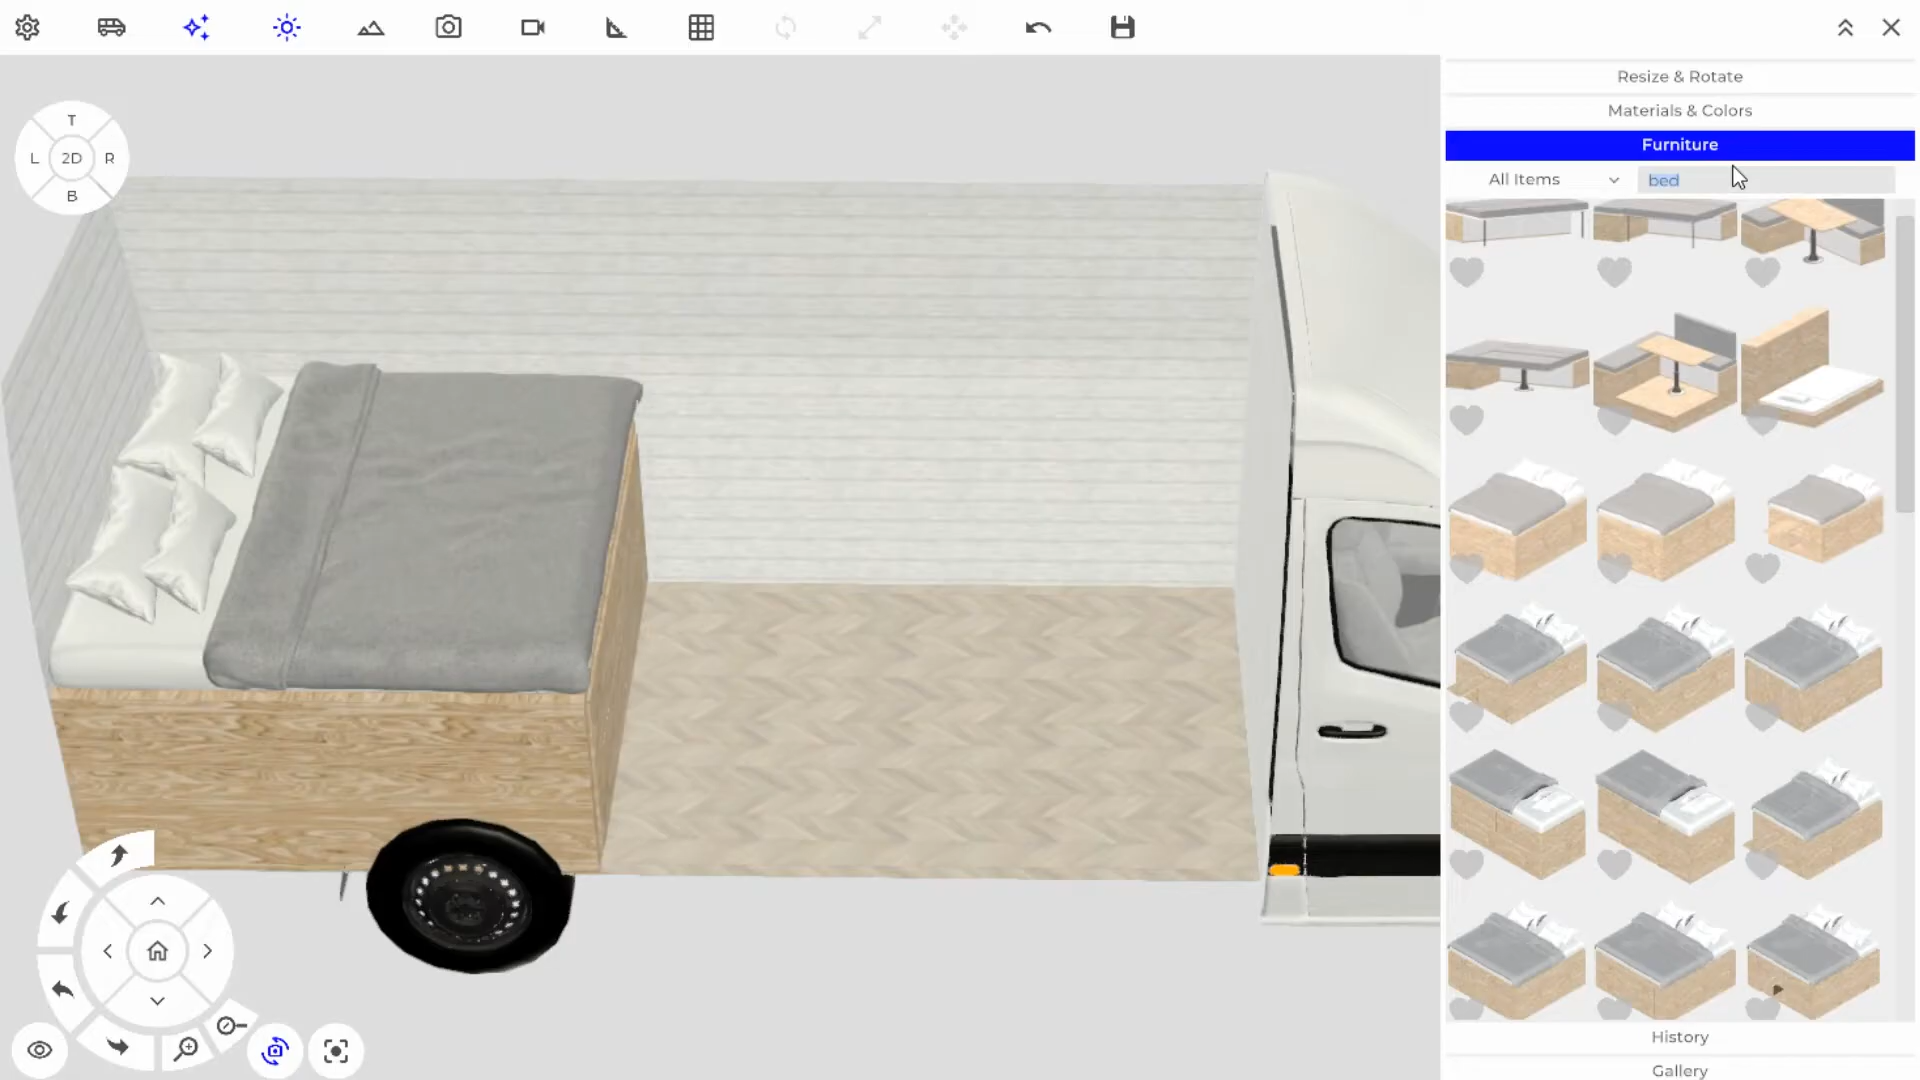 Resize & Rotate
Materials & Colors
Furniture
All Items
bed
T
L 2D R
B
History
Gallery